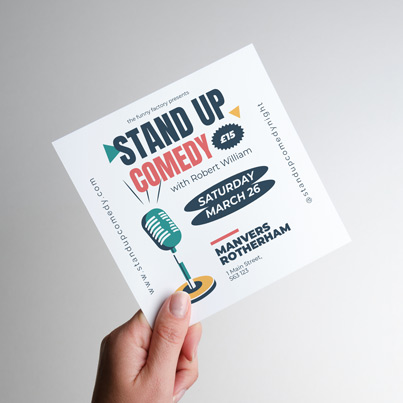 the funny factory presents
STAND UP
COMEDY
£15
with Robert William
SATURDAY
MARCH 26
MANVERS
ROTHERHAM
1 Main Street,
S63 123
www.standupcomedy.com
@standupcomedynight